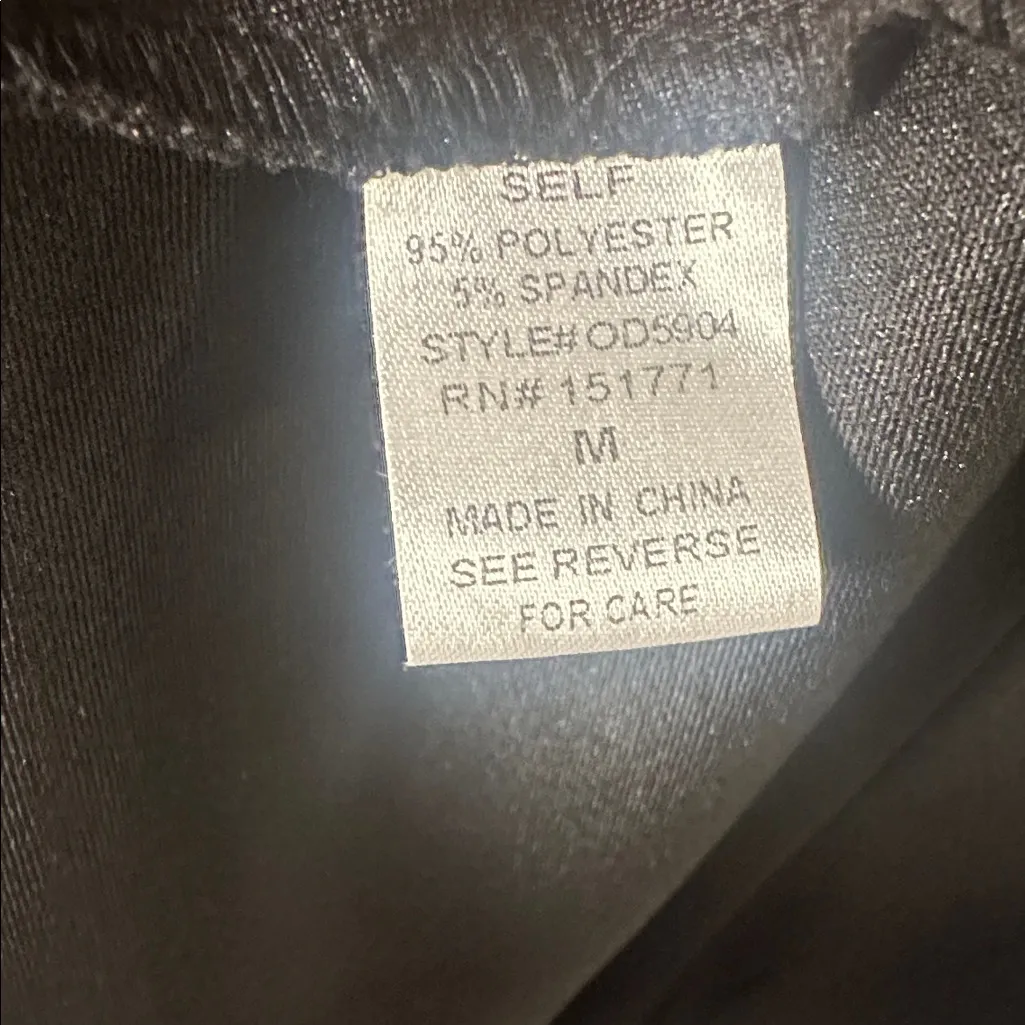 SELF
95% POLYESTER
5% SPANDEX
STYLE# OD5904
RN# 151771
M
MADE IN CHINA
SEE REVERSE
FOR CARE